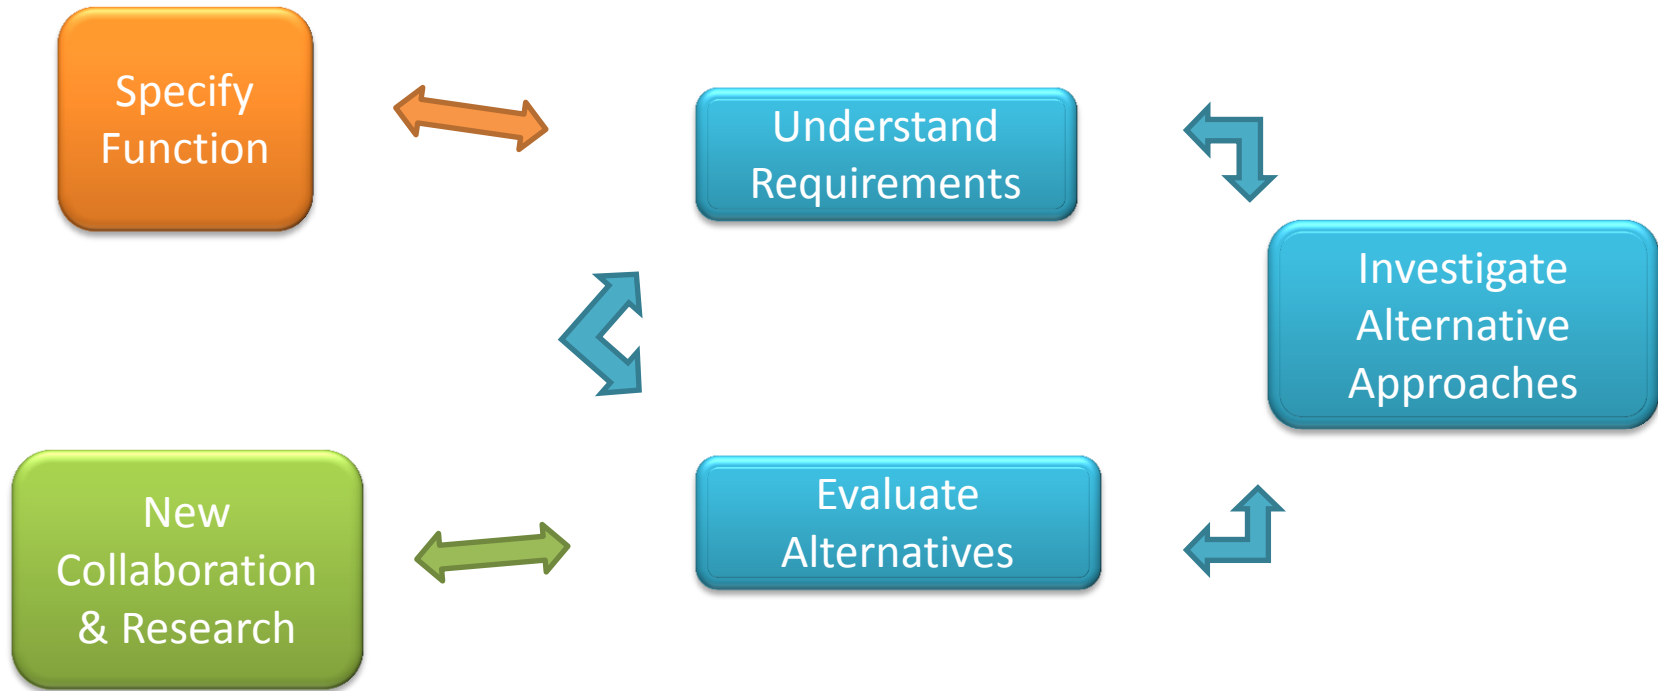 Specify
Function
Understand
Requirements
Investigate
Alternative
Approaches
New
Collaboration
& Research
Evaluate
Alternatives